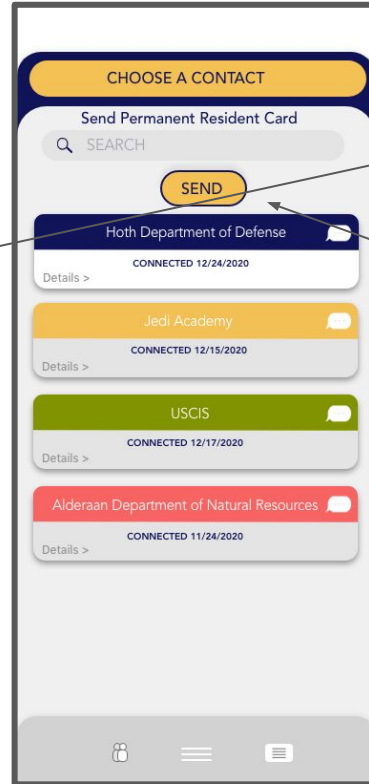 CHOOSE A CONTACT
Send Permanent Resident Card
SEARCH
SEND
Hoth Department of Defense
CONNECTED 12/24/2020
Details >
Jedi Academy
CONNECTED 12/15/2020
Details >
USCIS
CONNECTED 12/17/2020
Details >
Alderaan Department of Natural Resources
CONNECTED 11/24/2020
Details >